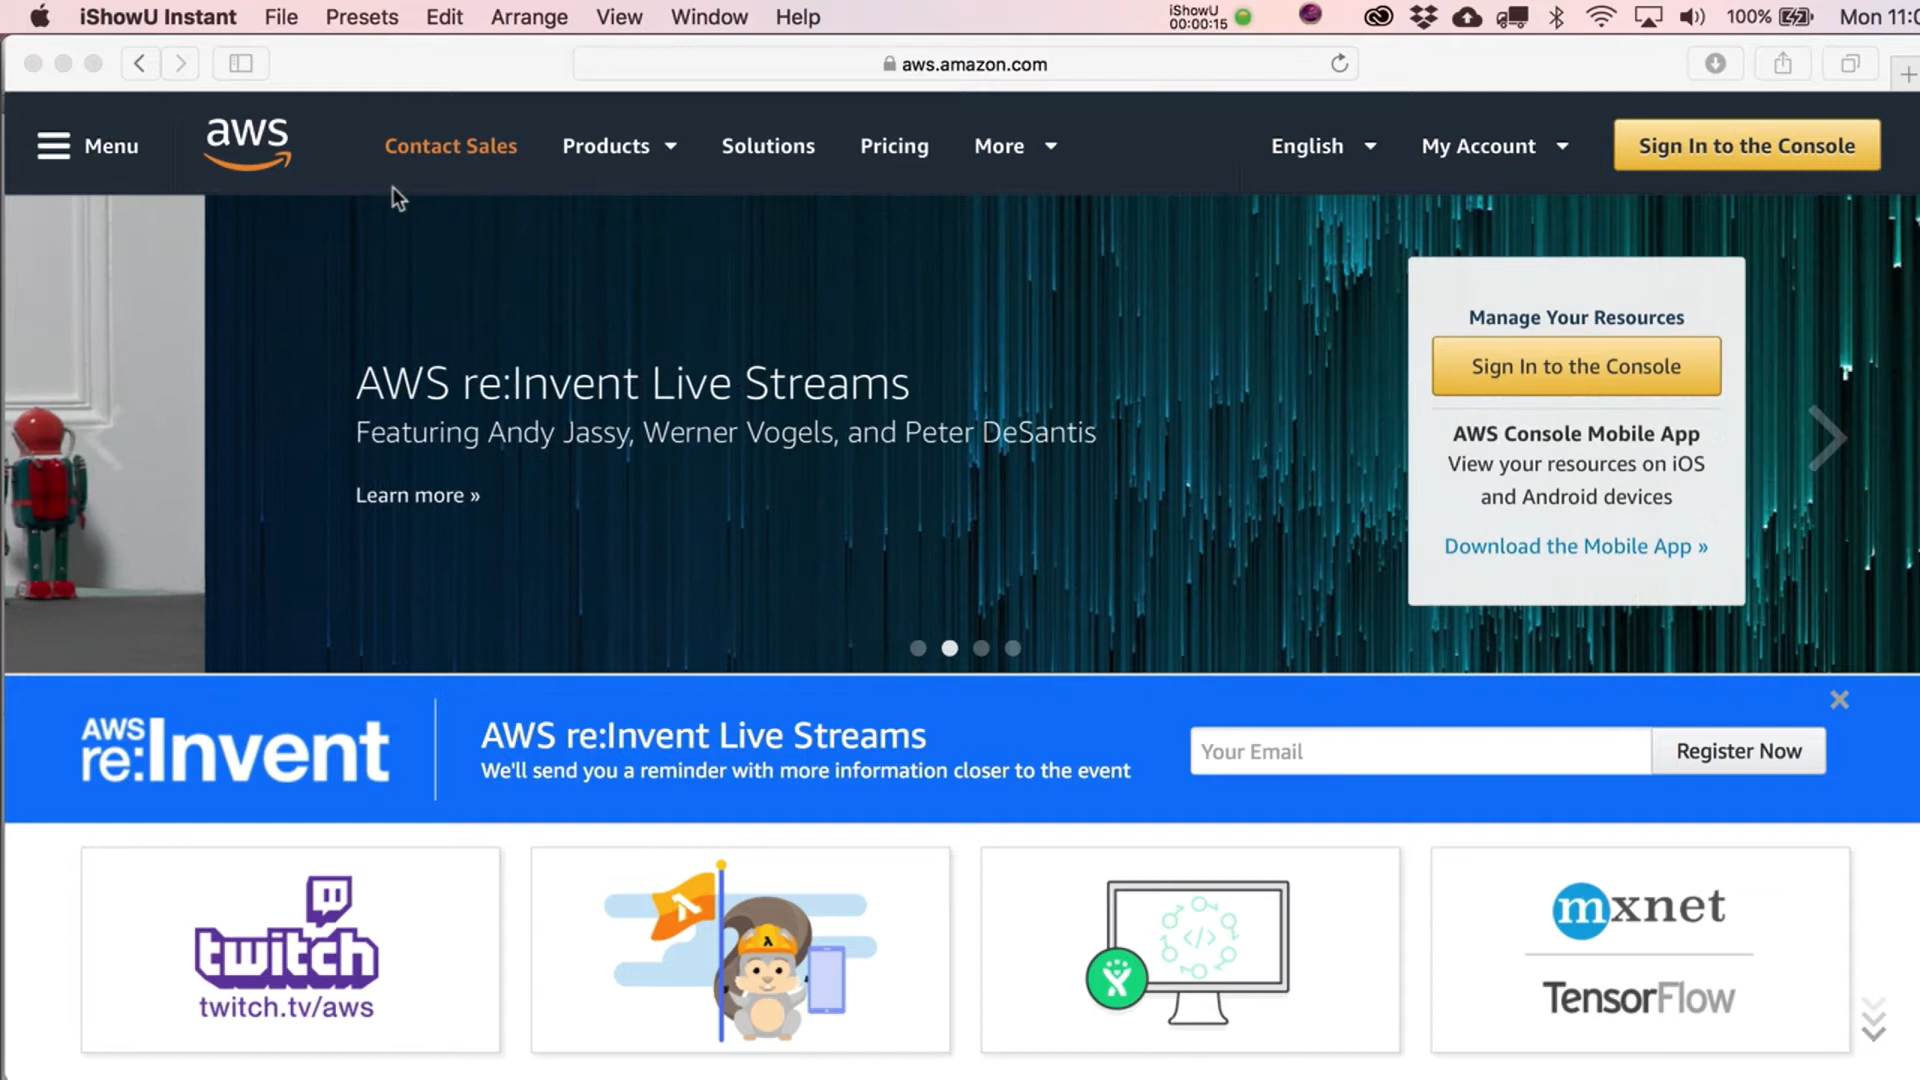 iShowU Instant File Presets Edit Arrange View Window Help iShowU 00:00:15 100% Mon 11:0
aws.amazon.com
Menu aws Contact Sales Products Solutions Pricing More English My Account Sign In to the Console
AWS re:Invent Live Streams
Featuring Andy Jassy, Werner Vogels, and Peter DeSantis
Learn more »
Manage Your Resources
Sign In to the Console
AWS Console Mobile App
View your resources on iOS
and Android devices
Download the Mobile App »
AWS
re:Invent
AWS re:Invent Live Streams
We'll send you a reminder with more information closer to the event
Your Email Register Now
twitch
twitch.tv/aws
mxnet
TensorFlow